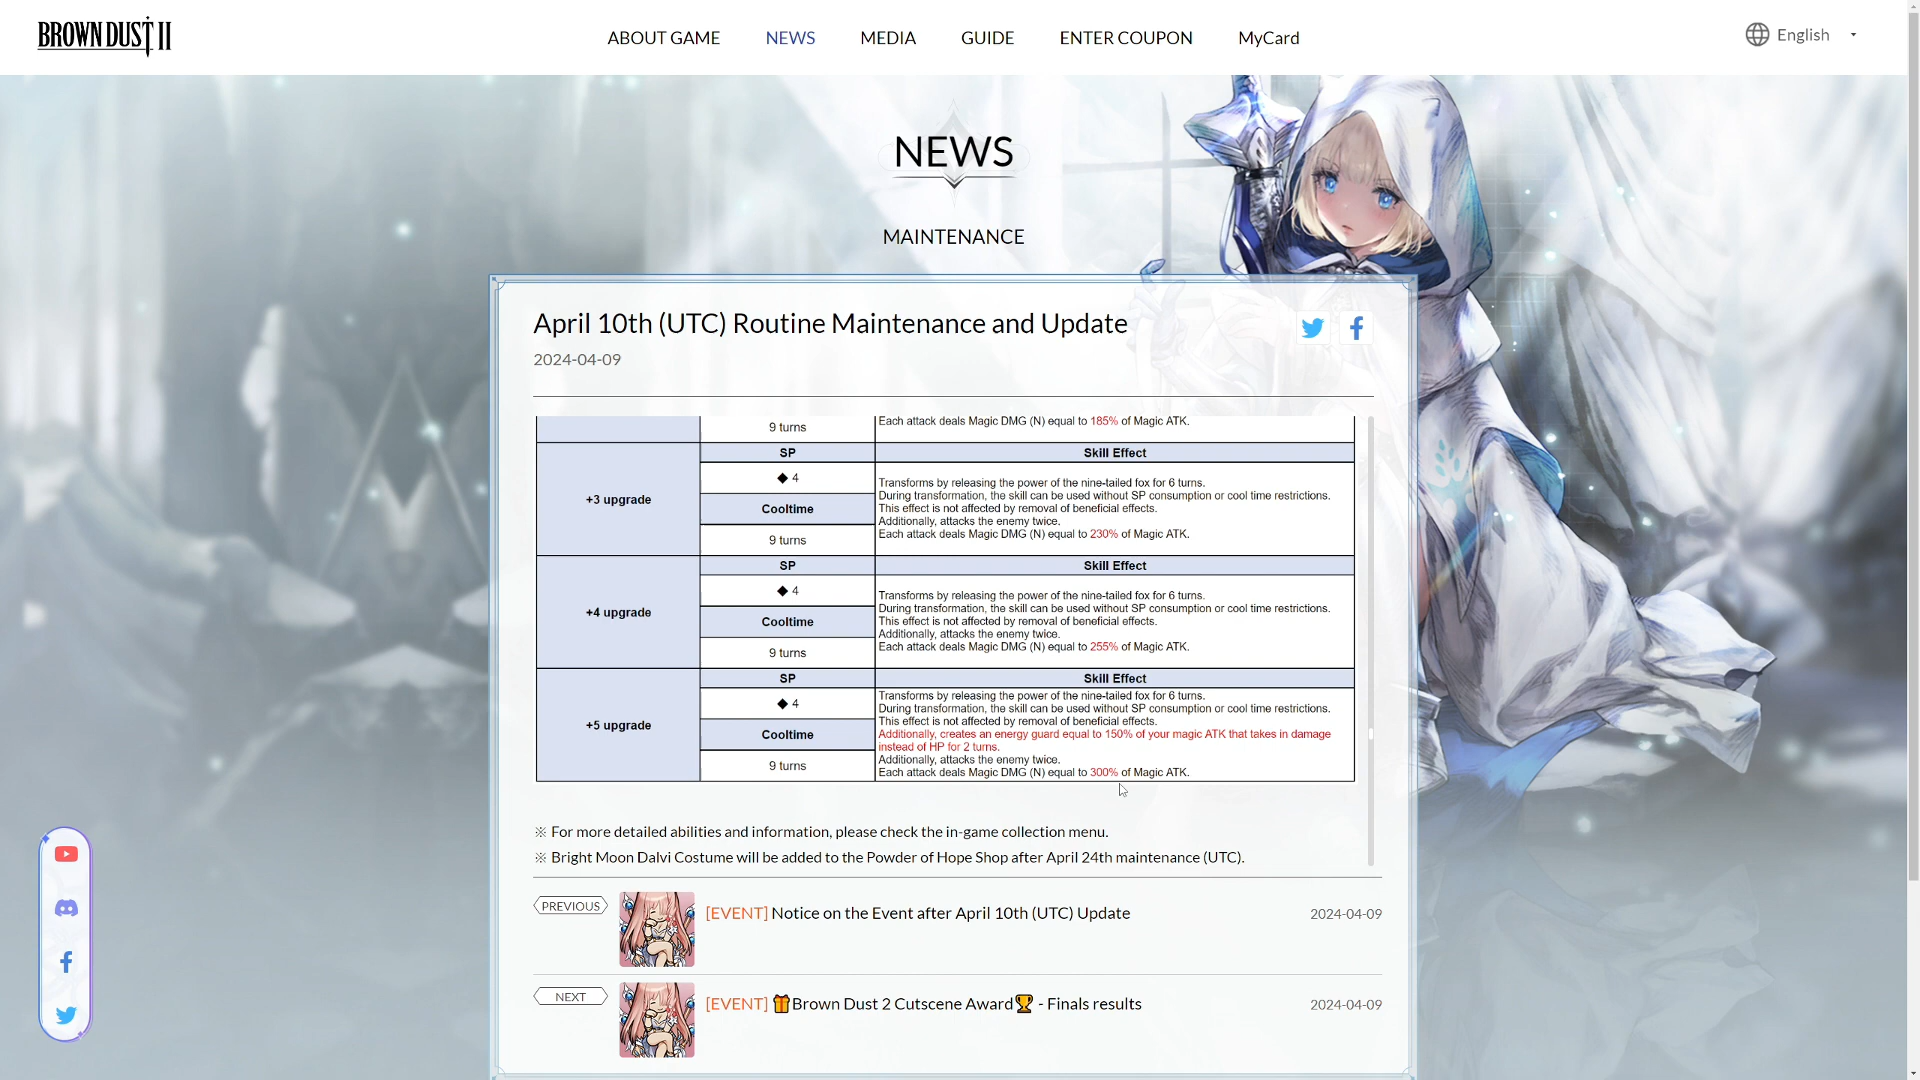 BROWN DUST II
ABOUT GAME
NEWS
MEDIA
GUIDE
ENTER COUPON
MyCard
English
NEWS
MAINTENANCE
April 10th (UTC) Routine Maintenance and Update
2024-04-09
9 turns
Each attack deals Magic DMG (N) equal to 185% of Magic ATK.
+3 upgrade
SP
◆ 4
Cooltime
9 turns
Skill Effect
Transforms by releasing the power of the nine-tailed fox for 6 turns.
During transformation, the skill can be used without SP consumption or cool time restrictions.
This effect is not affected by removal of beneficial effects.
Additionally, attacks the enemy twice.
Each attack deals Magic DMG (N) equal to 230% of Magic ATK.
+4 upgrade
SP
◆ 4
Cooltime
9 turns
Skill Effect
Transforms by releasing the power of the nine-tailed fox for 6 turns.
During transformation, the skill can be used without SP consumption or cool time restrictions.
This effect is not affected by removal of beneficial effects.
Additionally, attacks the enemy twice.
Each attack deals Magic DMG (N) equal to 255% of Magic ATK.
+5 upgrade
SP
◆ 4
Cooltime
9 turns
Skill Effect
Transforms by releasing the power of the nine-tailed fox for 6 turns.
During transformation, the skill can be used without SP consumption or cool time restrictions.
This effect is not affected by removal of beneficial effects.
Additionally, creates an energy guard equal to 150% of your magic ATK that takes in damage
instead of HP for 2 turns.
Additionally, attacks the enemy twice.
Each attack deals Magic DMG (N) equal to 300% of Magic ATK.
※ For more detailed abilities and information, please check the in-game collection menu.
※ Bright Moon Dalvi Costume will be added to the Powder of Hope Shop after April 24th maintenance (UTC).
PREVIOUS
[EVENT] Notice on the Event after April 10th (UTC) Update
2024-04-09
NEXT
[EVENT] 🎁Brown Dust 2 Cutscene Award🏆 - Finals results
2024-04-09